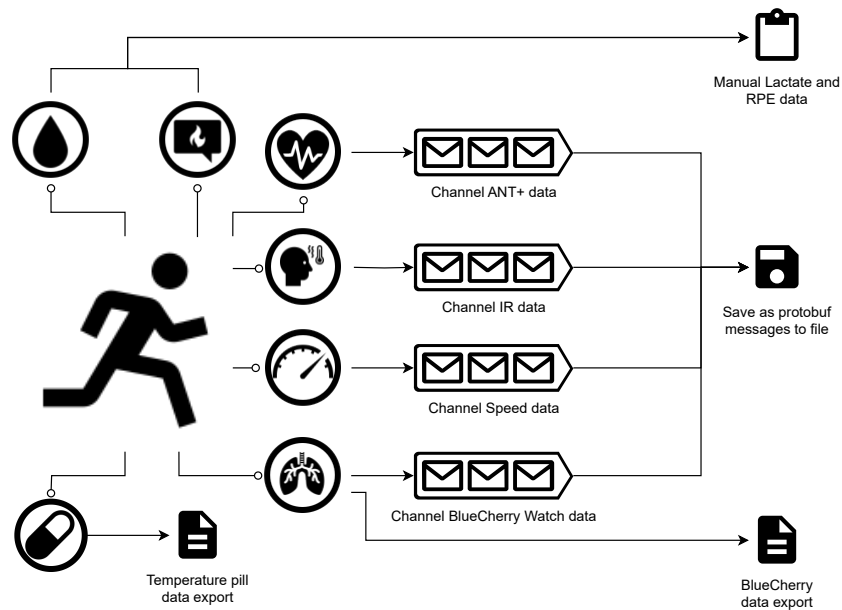 Manual Lactate and
RPE data
Channel ANT+ data
Channel IR data
Save as protobuf
messages to file
Channel Speed data
Channel BlueCherry Watch data
Temperature pill
data export
BlueCherry
data export